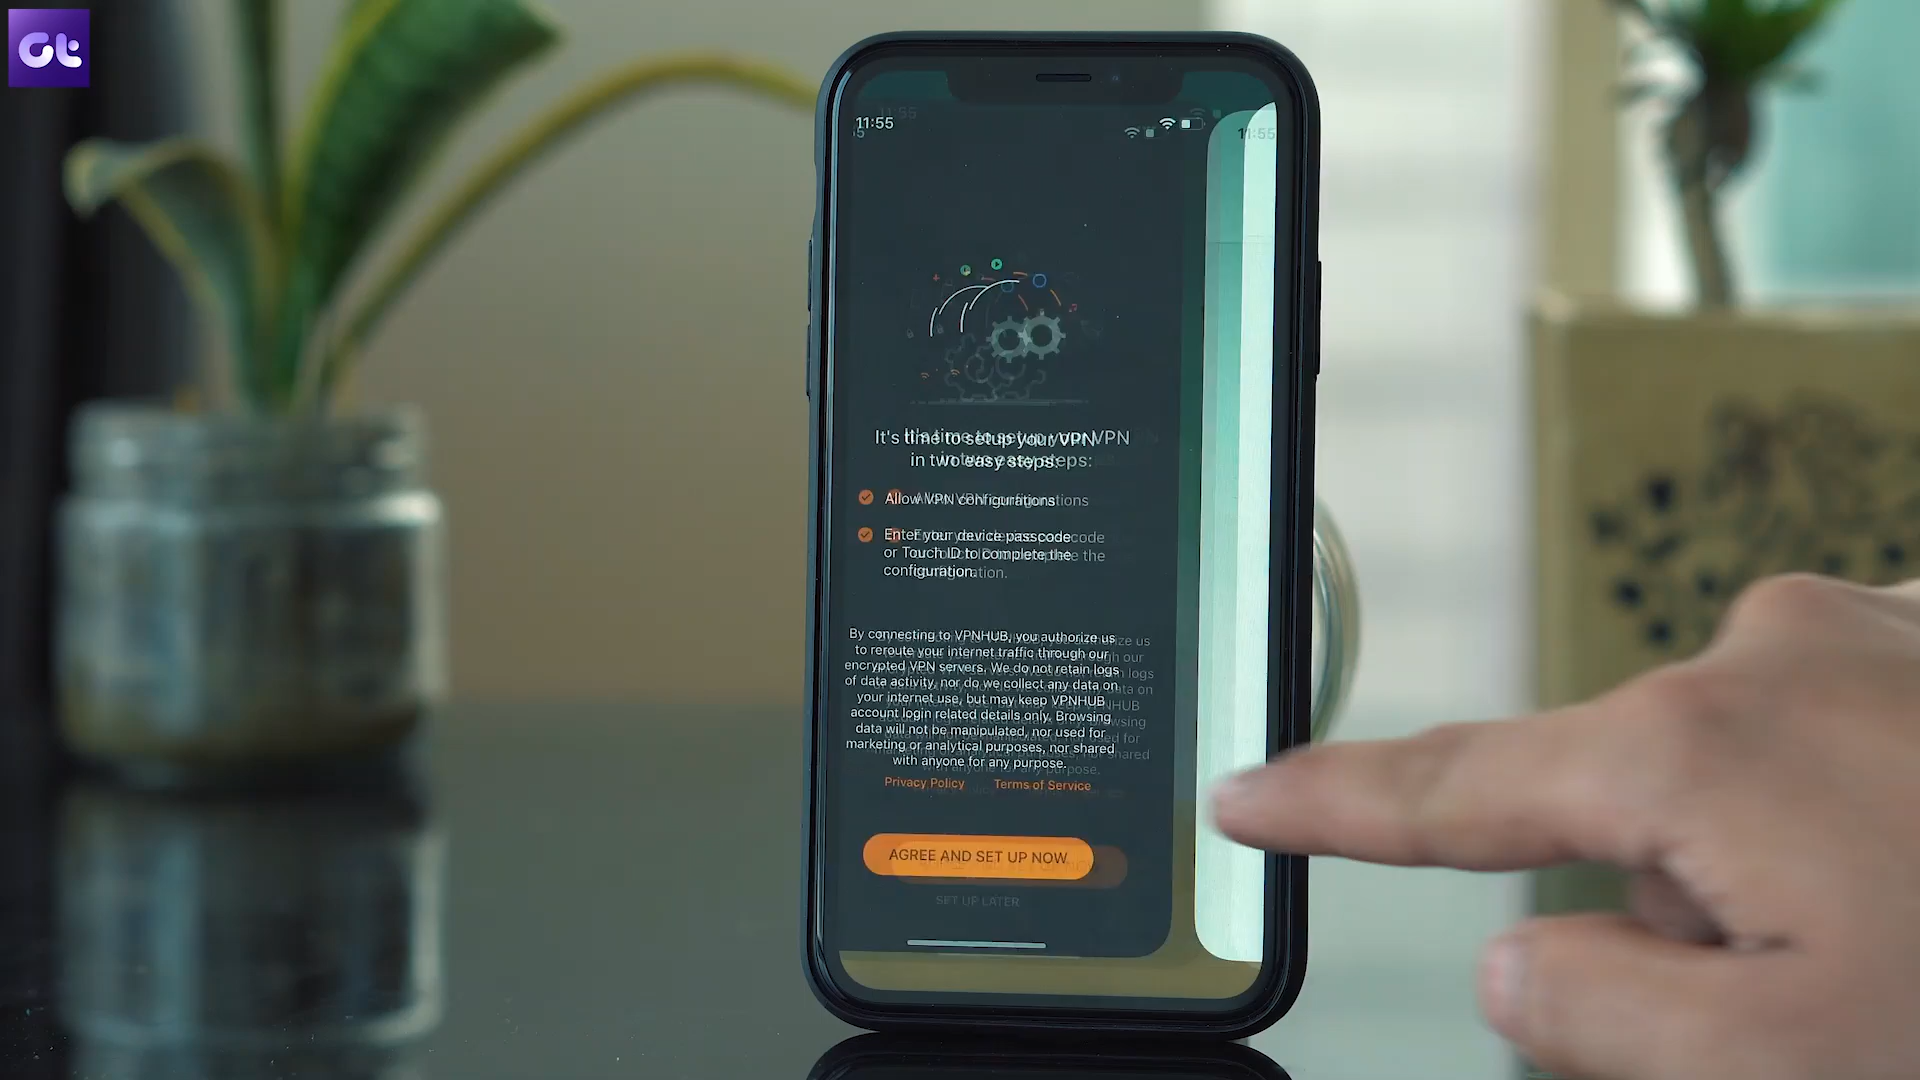 Gt
11:55
11:55
It's time to setup your VPN
in two easy steps:
Allow VPN configurations
Enter your device passcode
or Touch ID to complete the
configuration.
By connecting to VPNHUB, you authorize us
to reroute your internet traffic through our
encrypted VPN servers. We do not retain logs
of data activity, nor do we collect any data on
your internet use, but may keep VPNHUB
account login related details only. Browsing
data will not be manipulated, nor used for
marketing or analytical purposes, nor shared
with anyone for any purpose.
Privacy Policy Terms of Service
AGREE AND SET UP NOW
SET UP LATER